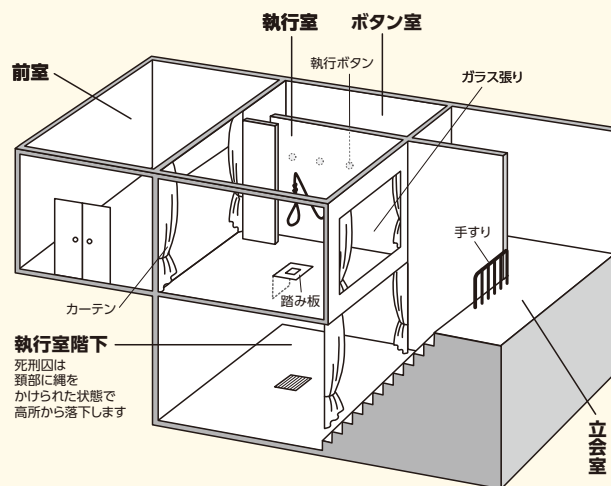 執行室
ボタン室
前室
執行ボタン
ガラス張り
手すり
カーテン
踏み板
執行室階下
死刑囚は
頚部に縄を
かけられた状態で
高所から落下します
立会室